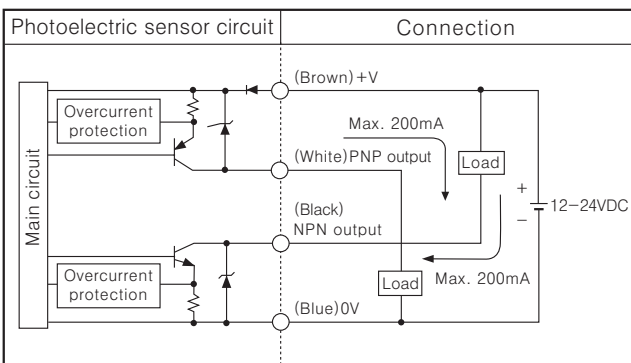 Photoelectric sensor circuit
Connection
Main circuit
Overcurrent
protection
Overcurrent
protection
(Brown)+V
Max. 200mA
(White)PNP output
Load
+
−
12−24VDC
(Black)
NPN output
Load
Max. 200mA
(Blue)0V